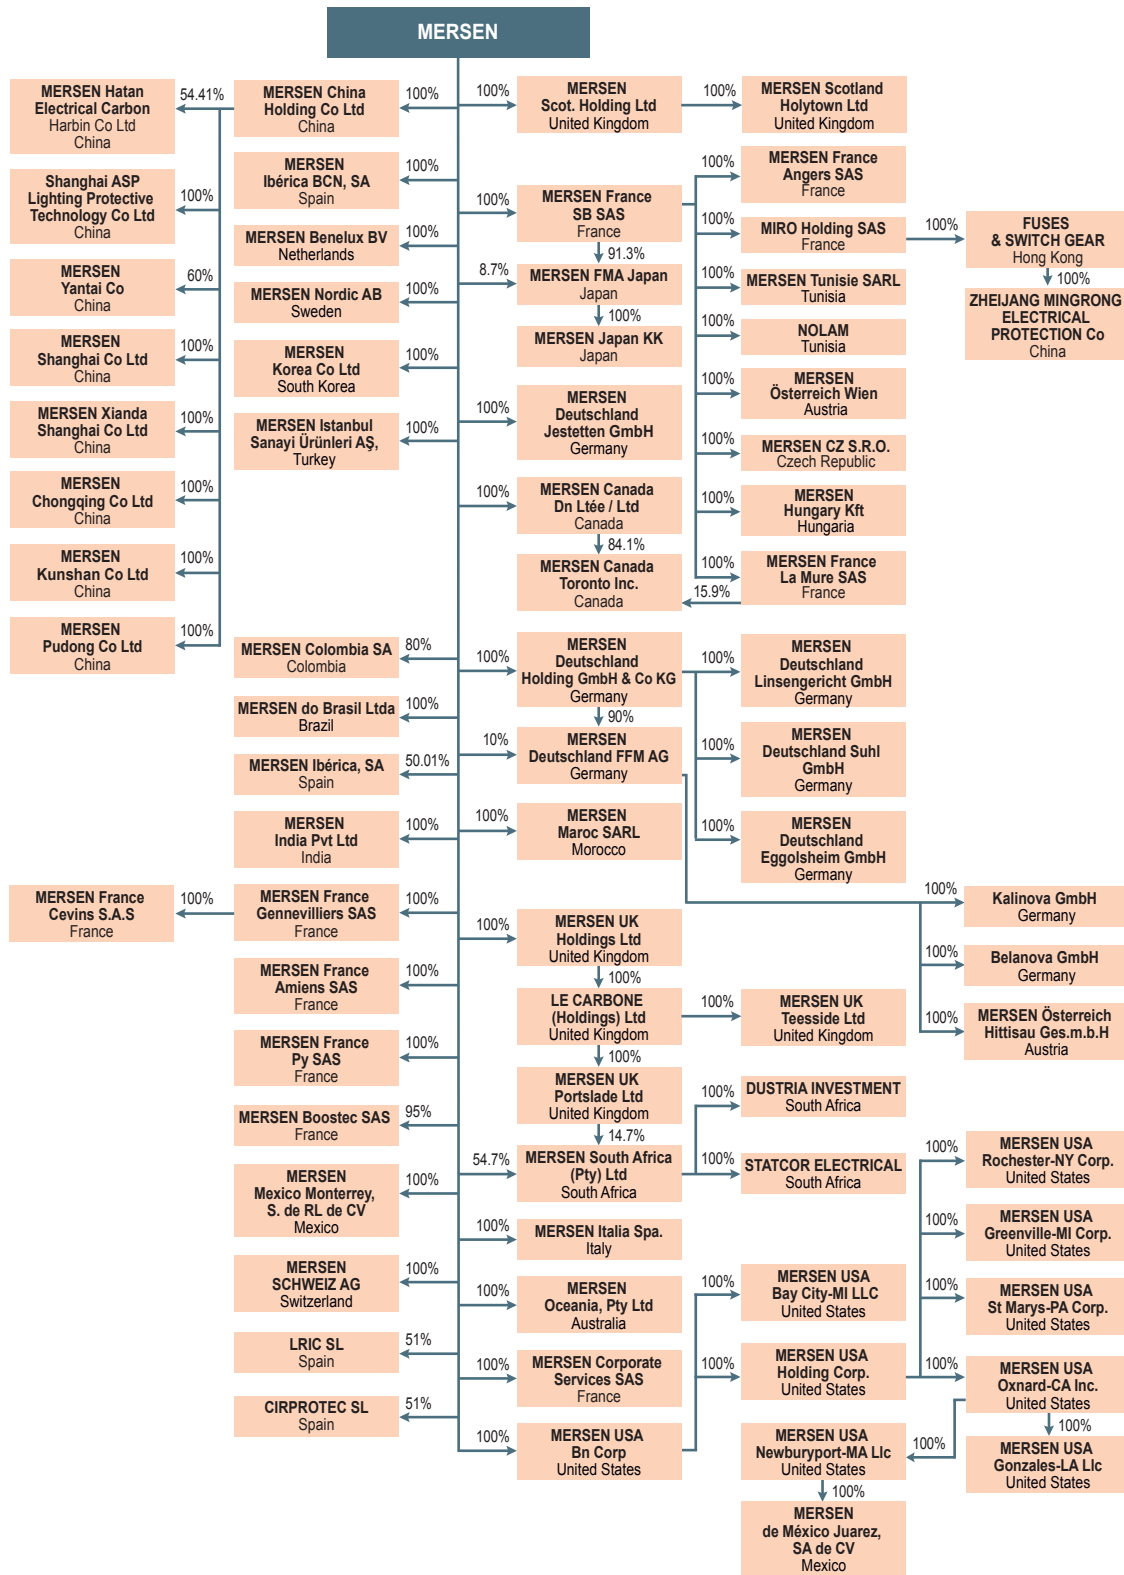 MERSEN
MERSEN Hatan
Electrical Carbon
Harbin Co Ltd
China
54.41%
MERSEN China
Holding Co Ltd
China
100%
100%
MERSEN
Scot. Holding Ltd
United Kingdom
100%
MERSEN Scotland
Holytown Ltd
United Kingdom
Shanghai ASP
Lighting Protective
Technology Co Ltd
China
100%
MERSEN
Yantai Co
China
60%
MERSEN
Shanghai Co Ltd
China
100%
MERSEN Xianda
Shanghai Co Ltd
China
100%
MERSEN
Chongqing Co Ltd
China
100%
MERSEN
Kunshan Co Ltd
China
100%
MERSEN
Pudong Co Ltd
China
100%
MERSEN
Ibérica BCN, SA
Spain
100%
MERSEN Benelux BV
Netherlands
100%
MERSEN Nordic AB
Sweden
100%
MERSEN
Korea Co Ltd
South Korea
100%
MERSEN Istanbul
Sanayi Ürünleri AŞ,
Turkey
100%
100%
MERSEN France
SB SAS
France
91.3%
8.7%
MERSEN FMA Japan
Japan
100%
MERSEN Japan KK
Japan
100%
MERSEN
Deutschland
Jestetten GmbH
Germany
100%
MERSEN Canada
Dn Ltée / Ltd
Canada
84.1%
MERSEN Canada
Toronto Inc.
Canada
15.9%
100%
MERSEN France
Angers SAS
France
100%
MIRO Holding SAS
France
100%
FUSES
& SWITCH GEAR
Hong Kong
100%
ZHEIJANG MINGRONG
ELECTRICAL
PROTECTION Co
China
100%
MERSEN Tunisie SARL
Tunisia
100%
NOLAM
Tunisia
100%
MERSEN
Österreich Wien
Austria
100%
MERSEN CZ S.R.O.
Czech Republic
100%
MERSEN
Hungary Kft
Hungaria
100%
MERSEN France
La Mure SAS
France
MERSEN Colombia SA
Colombia
80%
MERSEN do Brasil Ltda
Brazil
100%
MERSEN Ibérica, SA
Spain
50.01%
MERSEN
India Pvt Ltd
India
100%
100%
MERSEN
Deutschland
Holding GmbH & Co KG
Germany
90%
10%
MERSEN
Deutschland FFM AG
Germany
100%
MERSEN
Maroc SARL
Morocco
100%
MERSEN
Deutschland
Linsengericht GmbH
Germany
100%
MERSEN
Deutschland Suhl
GmbH
Germany
100%
MERSEN
Deutschland
Eggolsheim GmbH
Germany
100%
Kalinova GmbH
Germany
100%
Belanova GmbH
Germany
100%
MERSEN Österreich
Hittisau Ges.m.b.H
Austria
MERSEN France
Cevins S.A.S
France
100%
MERSEN France
Gennevilliers SAS
France
100%
MERSEN France
Amiens SAS
France
100%
MERSEN France
Py SAS
France
100%
MERSEN Boostec SAS
France
95%
MERSEN
Mexico Monterrey,
S. de RL de CV
Mexico
100%
MERSEN
SCHWEIZ AG
Switzerland
100%
LRIC SL
Spain
51%
CIRPROTEC SL
Spain
51%
100%
MERSEN UK
Holdings Ltd
United Kingdom
100%
LE CARBONE
(Holdings) Ltd
United Kingdom
100%
MERSEN UK
Teesside Ltd
United Kingdom
100%
MERSEN UK
Portslade Ltd
United Kingdom
14.7%
54.7%
MERSEN South Africa
(Pty) Ltd
South Africa
100%
DUSTRIA INVESTMENT
South Africa
100%
STATCOR ELECTRICAL
South Africa
100%
MERSEN Italia Spa.
Italy
100%
MERSEN
Oceania, Pty Ltd
Australia
100%
MERSEN Corporate
Services SAS
France
100%
MERSEN USA
Bn Corp
United States
100%
MERSEN USA
Bay City-MI LLC
United States
100%
MERSEN USA
Holding Corp.
United States
100%
MERSEN USA
Rochester-NY Corp.
United States
100%
MERSEN USA
Greenville-MI Corp.
United States
100%
MERSEN USA
St Marys-PA Corp.
United States
100%
MERSEN USA
Oxnard-CA Inc.
United States
100%
MERSEN USA
Gonzales-LA Llc
United States
100%
MERSEN USA
Newburyport-MA Llc
United States
100%
MERSEN
de México Juarez,
SA de CV
Mexico